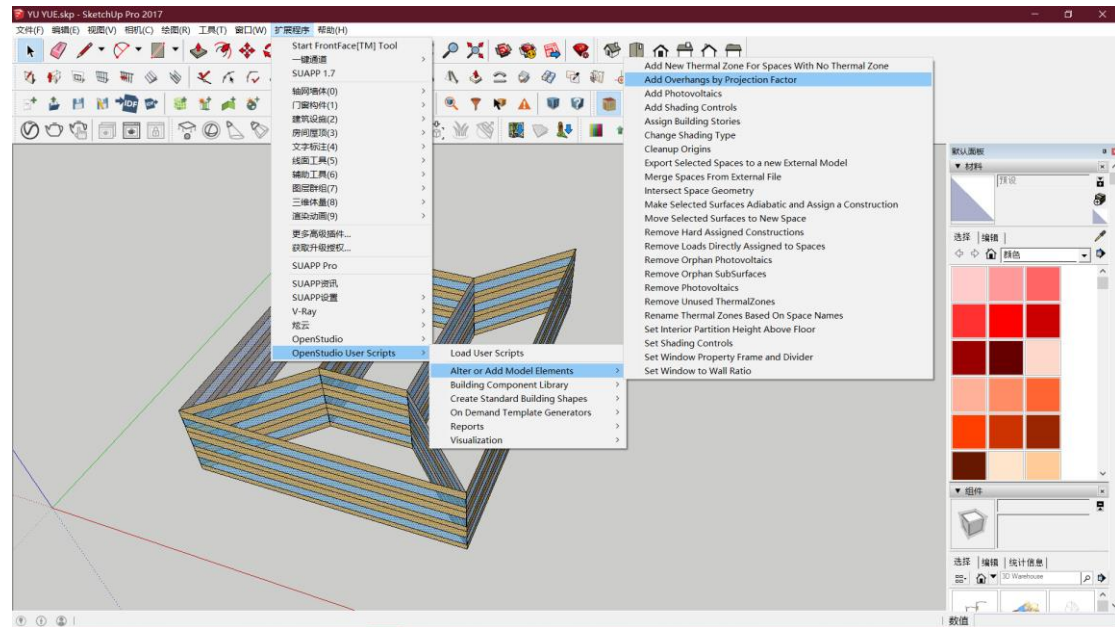 YU YUE.skp - SketchUp Pro 2017
文件(F) 编辑(E) 视图(V) 相机(C) 绘图(R) 工具(T) 窗口(W) 扩展程序 帮助(H)
Start FrontFace[TM] Tool
一键通道
SUAPP 1.7
轴网墙体(0)
门窗构件(1)
建筑设施(2)
房间屋顶(3)
文字标注(4)
线面工具(5)
辅助工具(6)
图层群组(7)
三维体量(8)
渲染动画(9)
更多高级插件...
获取升级授权...
SUAPP Pro
SUAPP资讯
SUAPP设置
V-Ray
炫云
OpenStudio
OpenStudio User Scripts
Load User Scripts
Alter or Add Model Elements
Building Component Library
Create Standard Building Shapes
On Demand Template Generators
Reports
Visualization
Add New Thermal Zone For Spaces With No Thermal Zone
Add Overhangs by Projection Factor
Add Photovoltaics
Add Shading Controls
Assign Building Stories
Change Shading Type
Cleanup Origins
Export Selected Spaces to a new External Model
Merge Spaces From External File
Intersect Space Geometry
Make Selected Surfaces Adiabatic and Assign a Construction
Move Selected Surfaces to New Space
Remove Hard Assigned Constructions
Remove Loads Directly Assigned to Spaces
Remove Orphan Photovoltaics
Remove Orphan SubSurfaces
Remove Photovoltaics
Remove Unused ThermalZones
Rename Thermal Zones Based On Space Names
Set Interior Partition Height Above Floor
Set Shading Controls
Set Window Property Frame and Divider
Set Window to Wall Ratio
默认面板
材料
预设
选择 编辑
颜色
组件
选择 编辑 统计信息
3D Warehouse
数值